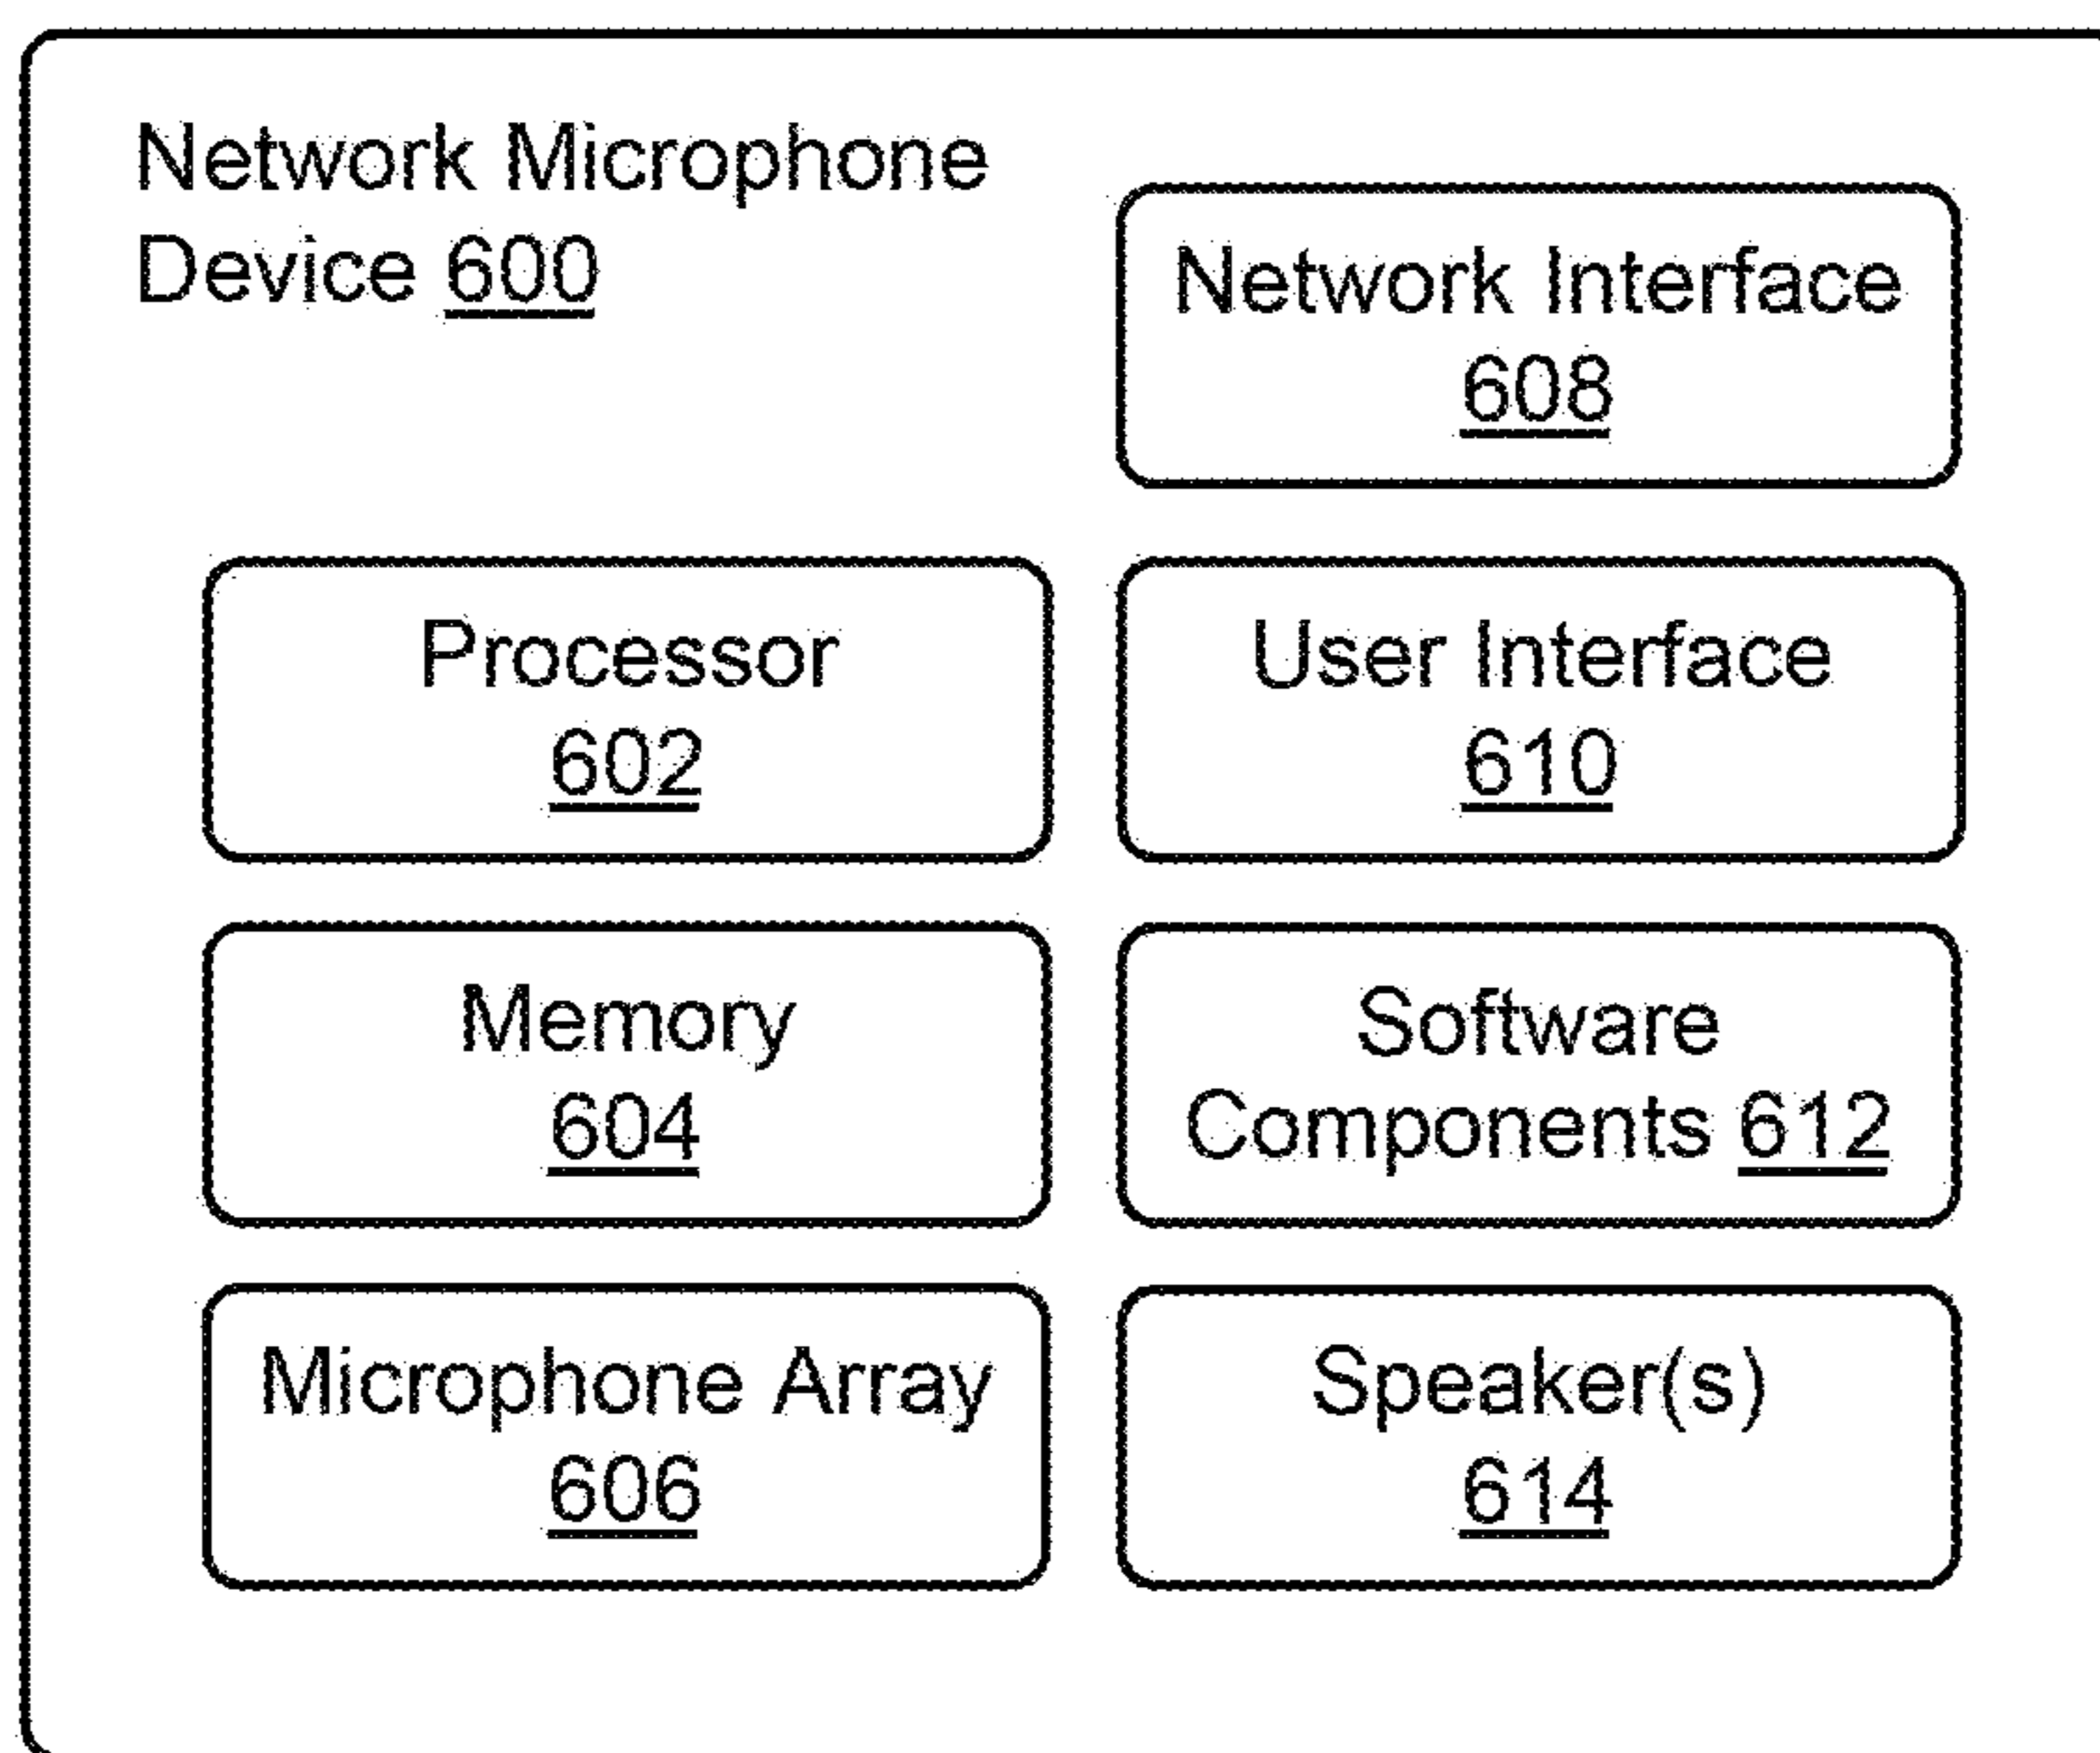 Network Microphone
Device 600
Network Interface
608
Processor
602
User Interface
610
Memory
604
Software
Components 612
Microphone Array
606
Speaker(s)
614